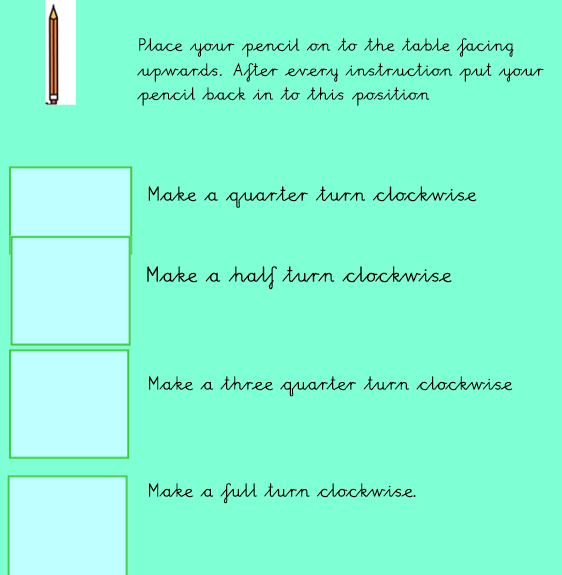 Place your pencil on to the table facing
upwards. After every instruction put your
pencil back in to this position
Make a quarter turn clockwise
Make a half turn clockwise
Make a three quarter turn clockwise
Make a full turn clockwise.